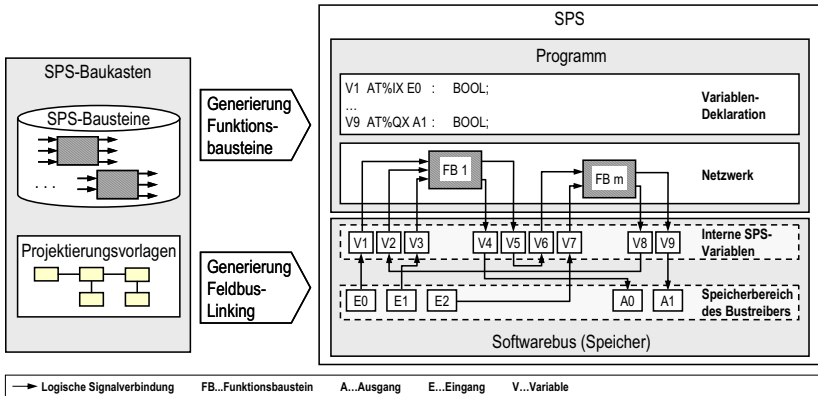 SPS-Baukasten
SPS-Bausteine
...
Projektierungsvorlagen
Generierung
Funktions-
bausteine
Generierung
Feldbus-
Linking
SPS
Programm
V1 AT%IX E0 : BOOL;
...
V9 AT%QX A1 : BOOL;
Variablen-
Deklaration
FB 1
FB m
Netzwerk
V1 V2 V3 V4 V5 V6 V7 V8 V9
Interne SPS-
Variablen
E0 E1 E2 A0 A1
Speicherbereich
des Bustreibers
Softwarebus (Speicher)
Logische Signalverbindung FB...Funktionsbaustein A...Ausgang E...Eingang V...Variable